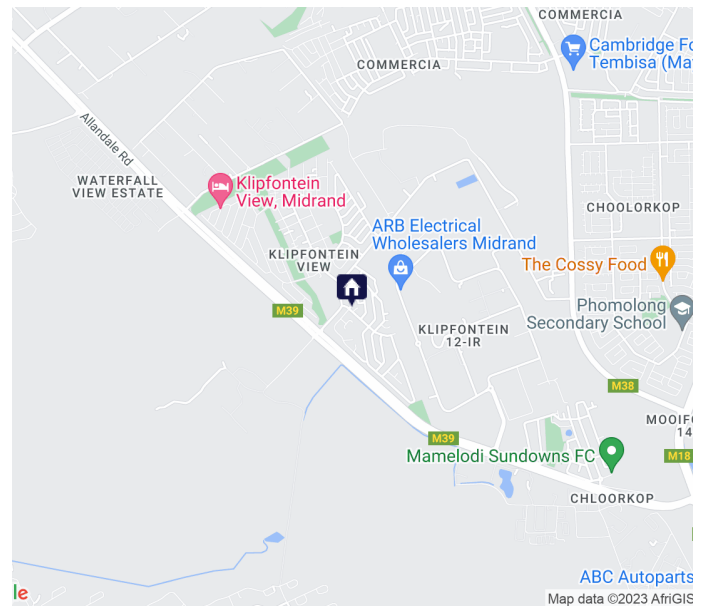 COMMERCIA
Cambridge Fo
Tembisa (Ma
COMMERCIA
Allandale Rd
WATERFALL
VIEW ESTATE
Klipfontein
View, Midrand
CHOOLORKOP
ARB Electrical
Wholesalers Midrand
KLIPFONTEIN
VIEW
The Cossy Food
M39
Phomolong
Secondary School
KLIPFONTEIN
12-IR
M38
MOOIFO
14
M39
Mamelodi Sundowns FC
M18
CHLOORKOP
ABC Autoparts
le
Map data ©2023 AfriGIS